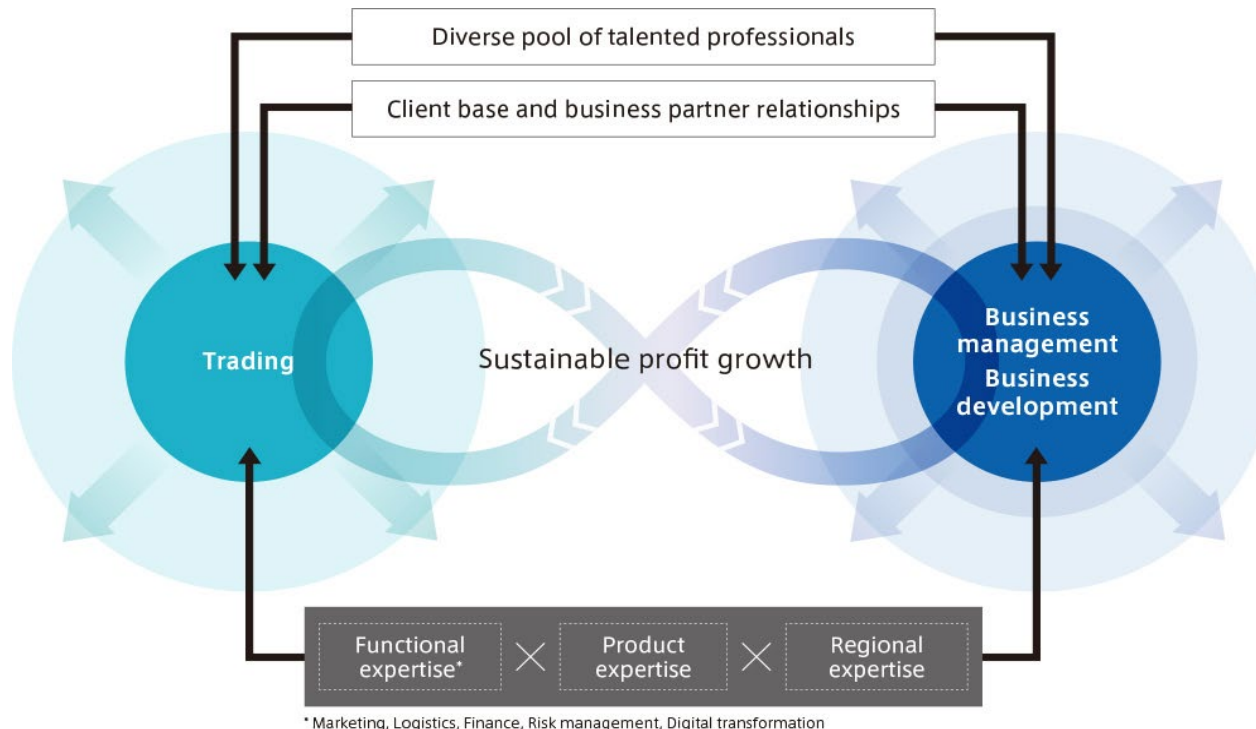 Diverse pool of talented professionals
Client base and business partner relationships
Trading
Sustainable profit growth
Business
management
Business
development
Functional
expertise*
×
Product
expertise
×
Regional
expertise
* Marketing, Logistics, Finance, Risk management, Digital transformation